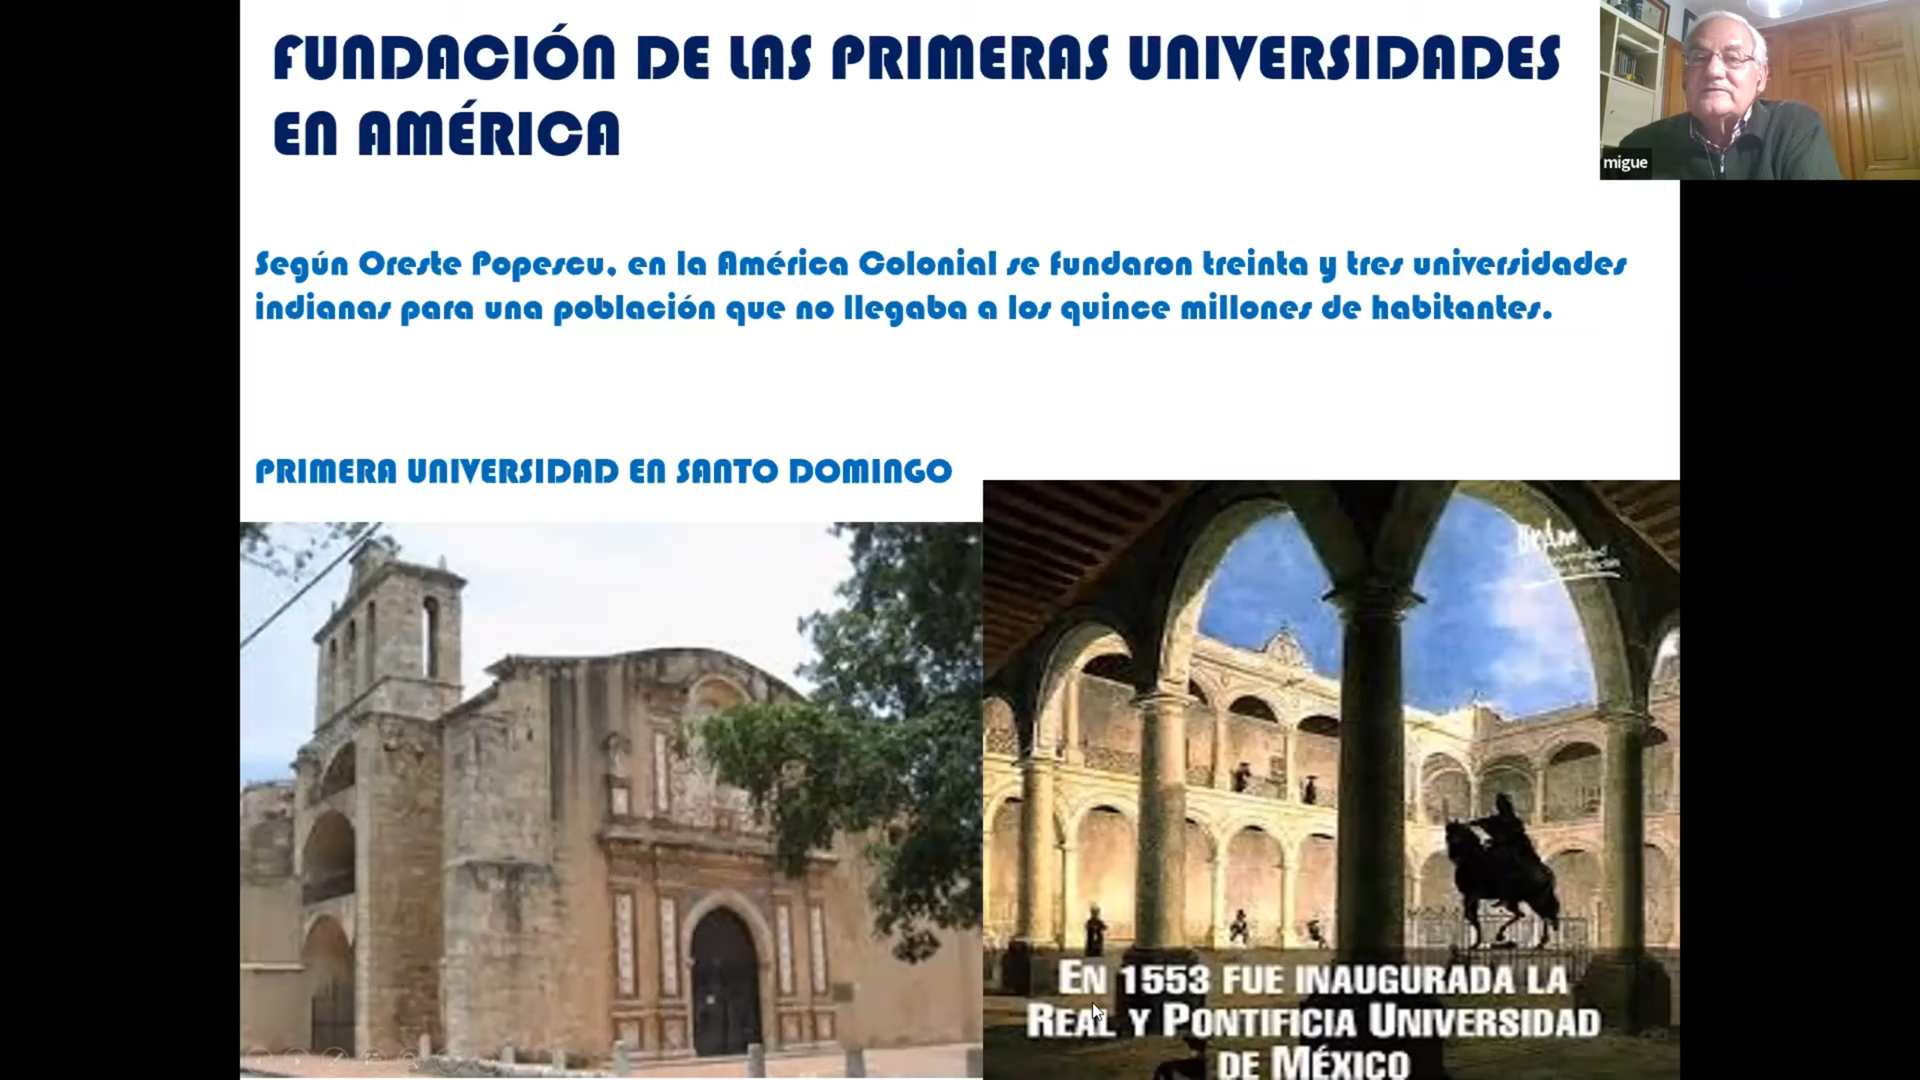 FUNDACIÓN DE LAS PRIMERAS UNIVERSIDADES
EN AMÉRICA
migue
Según Oreste Popescu, en la América Colonial se fundaron treinta y tres universidades
indianas para una población que no llegaba a los quince millones de habitantes.
PRIMERA UNIVERSIDAD EN SANTO DOMINGO
EN 1553 FUE INAUGURADA LA
REAL Y PONTIFICIA UNIVERSIDAD
DE MÉXICO